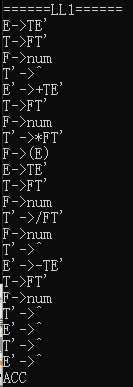 ======LL1======
E->TE'
T->FT'
F->num
T'->^
E'->+TE'
T->FT'
F->num
T'->*FT'
F->(E)
E->TE'
T->FT'
F->num
T'->/FT'
F->num
T'->^
E'->-TE'
T->FT'
F->num
T'->^
E'->^
T'->^
E'->^
ACC